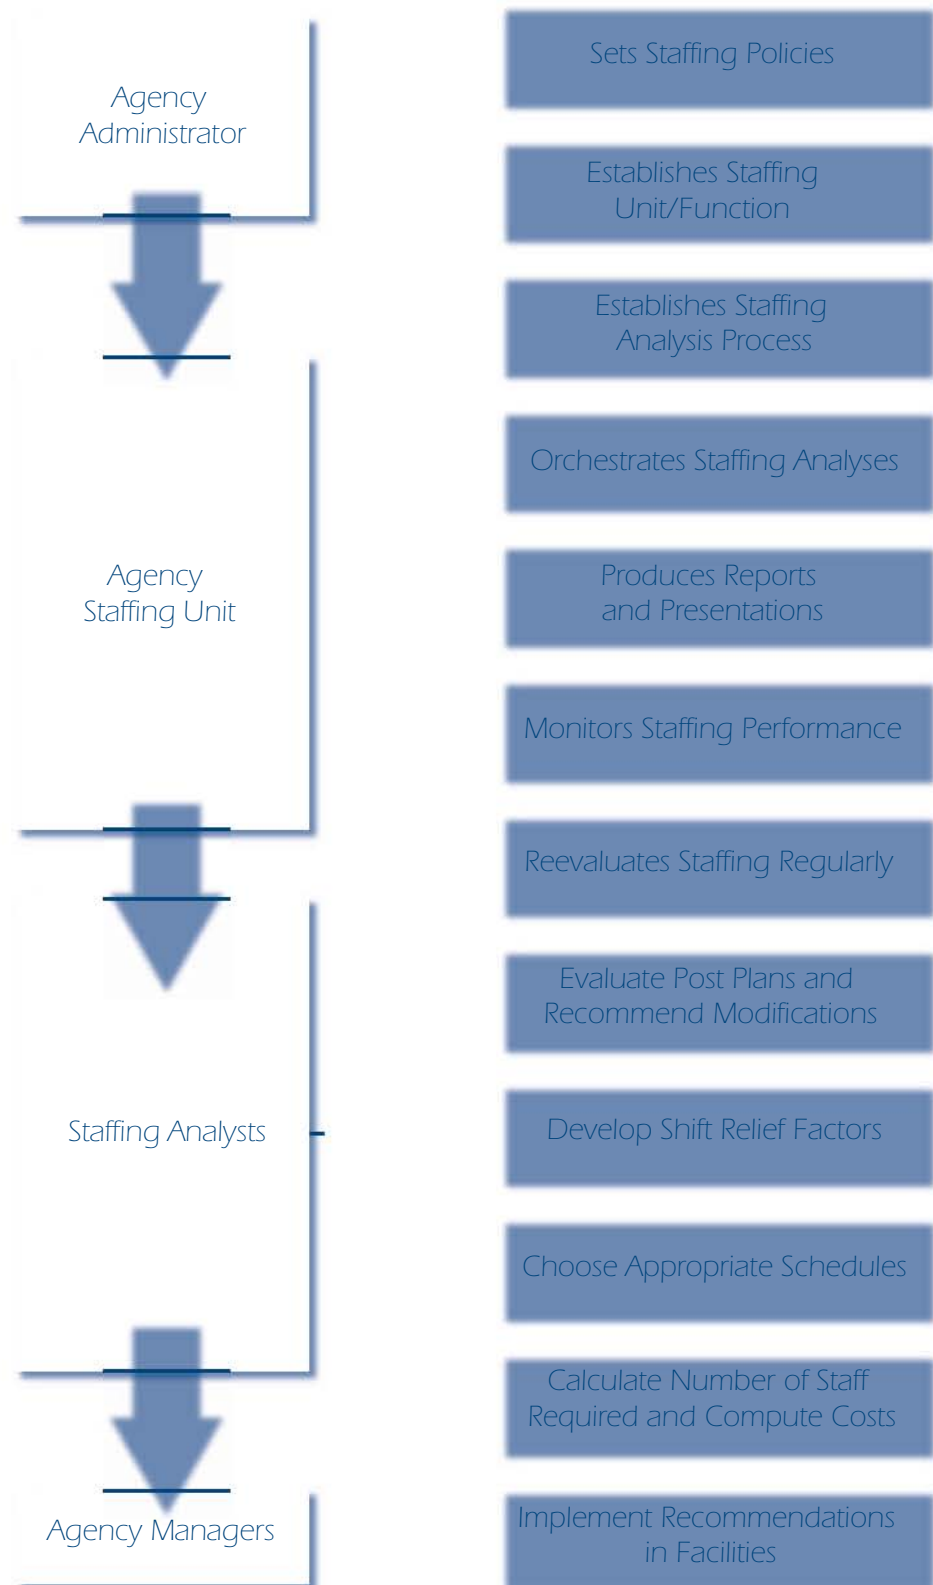 Agency
Administrator
Sets Staffing Policies
Establishes Staffing
Unit/Function
Agency
Staffing Unit
Establishes Staffing
Analysis Process
Orchestrates Staffing Analyses
Produces Reports
and Presentations
Monitors Staffing Performance
Reevaluates Staffing Regularly
Staffing Analysts
Evaluate Post Plans and
Recommend Modifications
Develop Shift Relief Factors
Choose Appropriate Schedules
Calculate Number of Staff
Required and Compute Costs
Agency Managers
Implement Recommendations
in Facilities